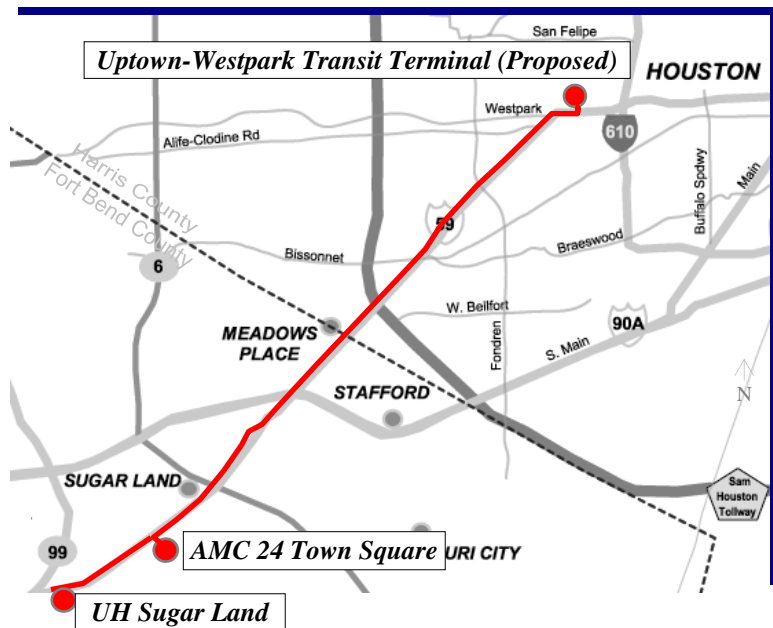 San Felipe
Uptown-Westpark Transit Terminal (Proposed)
HOUSTON
Westpark
610
Alife-Clodine Rd
Harris County
Fort Bend County
Buffalo Spdwy
Main
59
Bissonnet
Braeswood
6
W. Bellfort
90A
MEADOWS
PLACE
Fondren
S. Main
STAFFORD
N
SUGAR LAND
Sam
Houston
Tollway
99
AMC 24 Town Square
URI CITY
UH Sugar Land